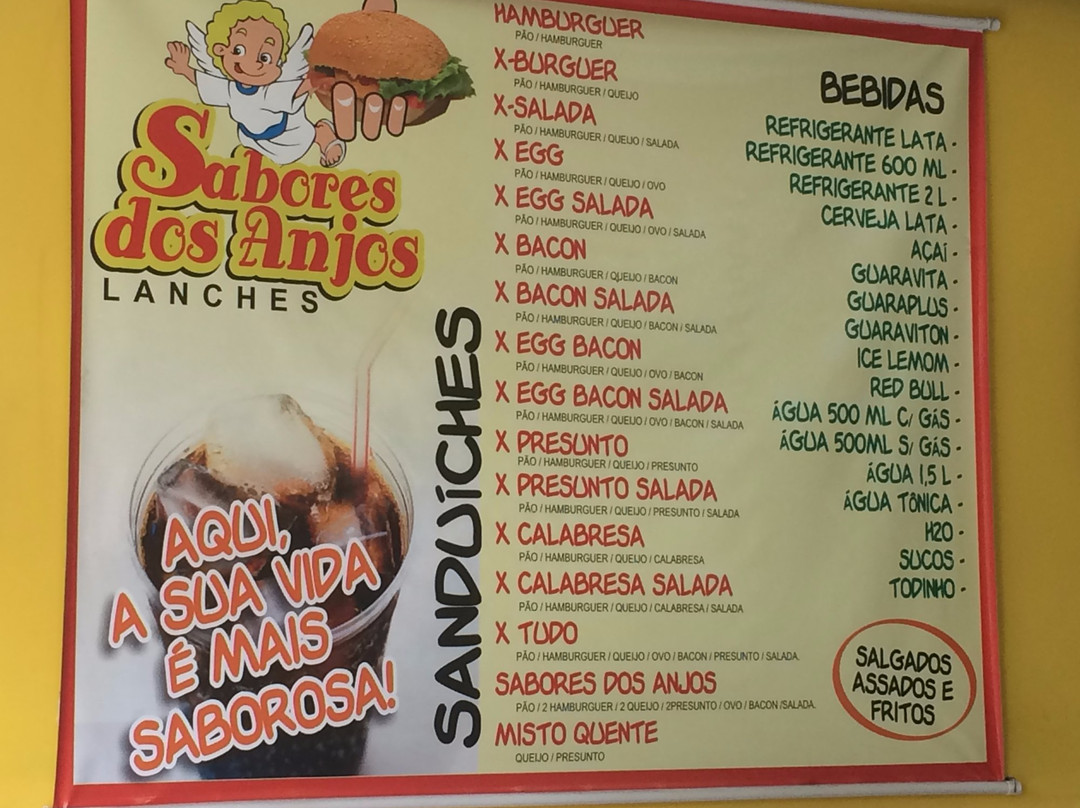 Sabores
dos Anjos
LANCHES
AQUI,
A SUA VIDA
É MAIS
SABOROSA!
SANDUÍCHES
HAMBURGUER
PÃO / HAMBURGUER
X-BURGUER
PÃO / HAMBURGUER / QUEIJO
X-SALADA
PÃO / HAMBURGUER / QUEIJO / SALADA
X EGG
PÃO / HAMBURGUER / QUEIJO / OVO
X EGG SALADA
PÃO / HAMBURGUER / QUEIJO / OVO / SALADA
X BACON
PÃO / HAMBURGUER / QUEIJO / BACON
X BACON SALADA
PÃO / HAMBURGUER / QUEIJO / BACON / SALADA
X EGG BACON
PÃO / HAMBURGUER / QUEIJO / OVO / BACON
X EGG BACON SALADA
PÃO / HAMBURGUER / QUEIJO / OVO / BACON / SALADA
X PRESUNTO
PÃO / HAMBURGUER / QUEIJO / PRESUNTO
X PRESUNTO SALADA
PÃO / HAMBURGUER / QUEIJO / PRESUNTO / SALADA
X CALABRESA
PÃO / HAMBURGUER / QUEIJO / CALABRESA
X CALABRESA SALADA
PÃO / HAMBURGUER / QUEIJO / CALABRESA / SALADA
X TUDO
PÃO / HAMBURGUER / QUEIJO / OVO / BACON / PRESUNTO / SALADA.
SABORES DOS ANJOS
PÃO / 2 HAMBURGUER / 2 QUEIJO / 2PRESUNTO / OVO / BACON /SALADA.
MISTO QUENTE
QUEIJO / PRESUNTO
BEBIDAS
REFRIGERANTE LATA -
REFRIGERANTE 600 ML -
REFRIGERANTE 2 L -
CERVEJA LATA -
AÇAÍ -
GUARAVITA -
GUARAPLUS -
GUARAVITON -
ICE LEMOM -
RED BULL -
ÁGUA 500 ML C/ GÁS -
ÁGUA 500ML S/ GÁS -
ÁGUA 1,5 L -
ÁGUA TÔNICA -
H2O -
SUCOS -
TODINHO -
SALGADOS
ASSADOS E
FRITOS